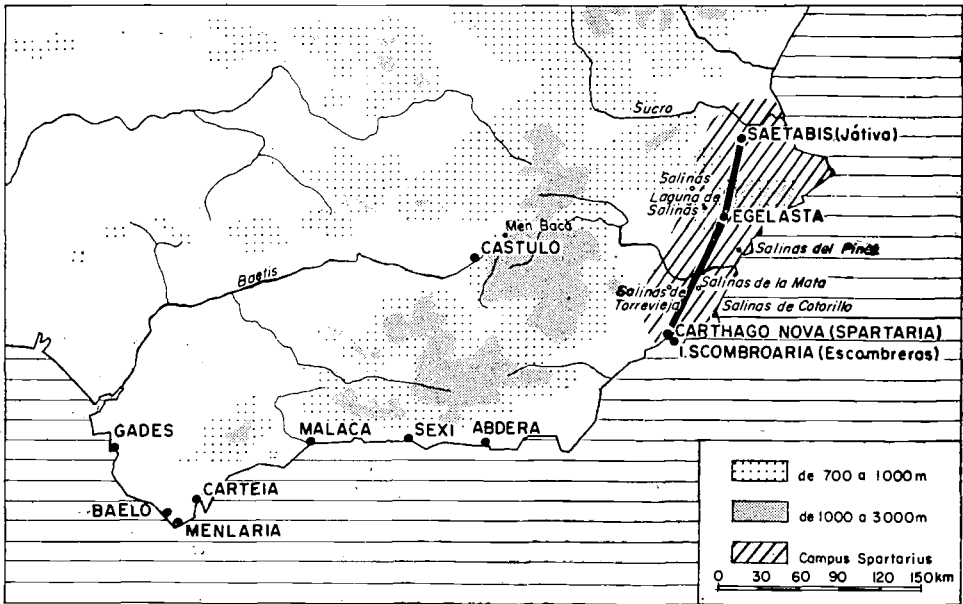 Sucro
SAETABIS (Játiva)
Salinas
Laguna de
Salinas
EGELASTA
Men Baca
CASTULO
Salinas del Pinet
Baetis
Salinas de la Mata
Salinas de
Torrevieja
Salinas de Cotorillo
CARTHAGO NOVA (SPARTARIA)
I. SCOMBROARIA (Escombreras)
GADES
MALACA
SEXI
ABDERA
CARTEIA
BAELO
MENLARIA
de 700 a 1000 m
de 1000 a 3000 m
Campus Spartarius
0 30 60 90 120 150 km